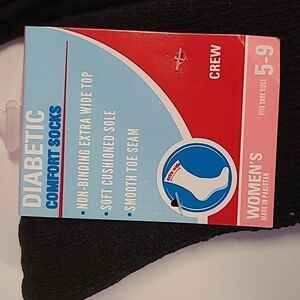 DIABETIC
COMFORT SOCKS
• NON-BINDING EXTRA WIDE TOP
• SOFT CUSHIONED SOLE
• SMOOTH TOE SEAM
CREW
WOMEN'S
MADE IN PAKISTAN
FITS SHOE SIZES
5-9